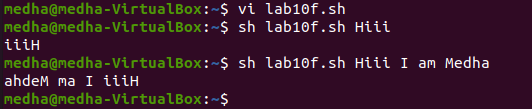 medha@medha-VirtualBox:~$ vi lab10f.sh
medha@medha-VirtualBox:~$ sh lab10f.sh Hiii
iiiH
medha@medha-VirtualBox:~$ sh lab10f.sh Hiii I am Medha
ahdeM ma I iiiH
medha@medha-VirtualBox:~$